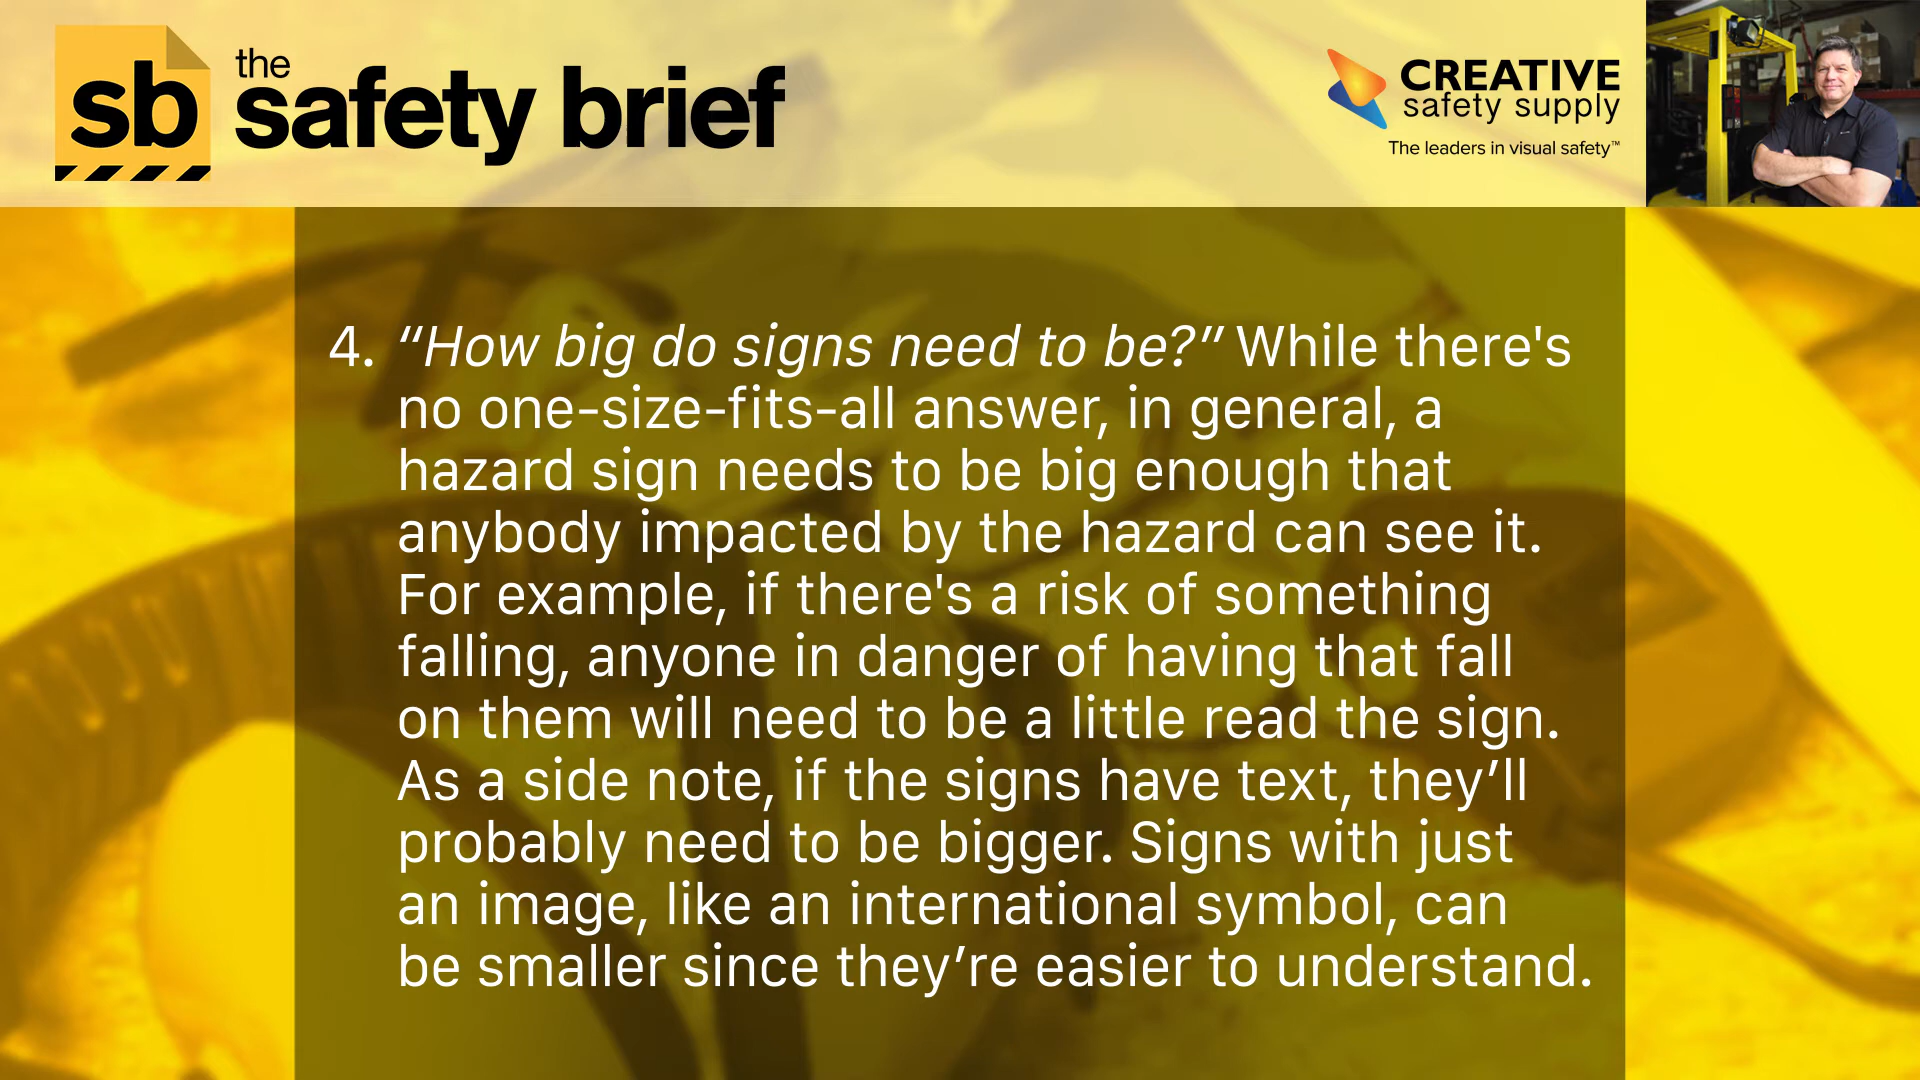 sb
the
safety brief
CREATIVE
safety supply
The leaders in visual safety™
4. “How big do signs need to be?” While there's
no one-size-fits-all answer, in general, a
hazard sign needs to be big enough that
anybody impacted by the hazard can see it.
For example, if there's a risk of something
falling, anyone in danger of having that fall
on them will need to be a little read the sign.
As a side note, if the signs have text, they’ll
probably need to be bigger. Signs with just
an image, like an international symbol, can
be smaller since they’re easier to understand.